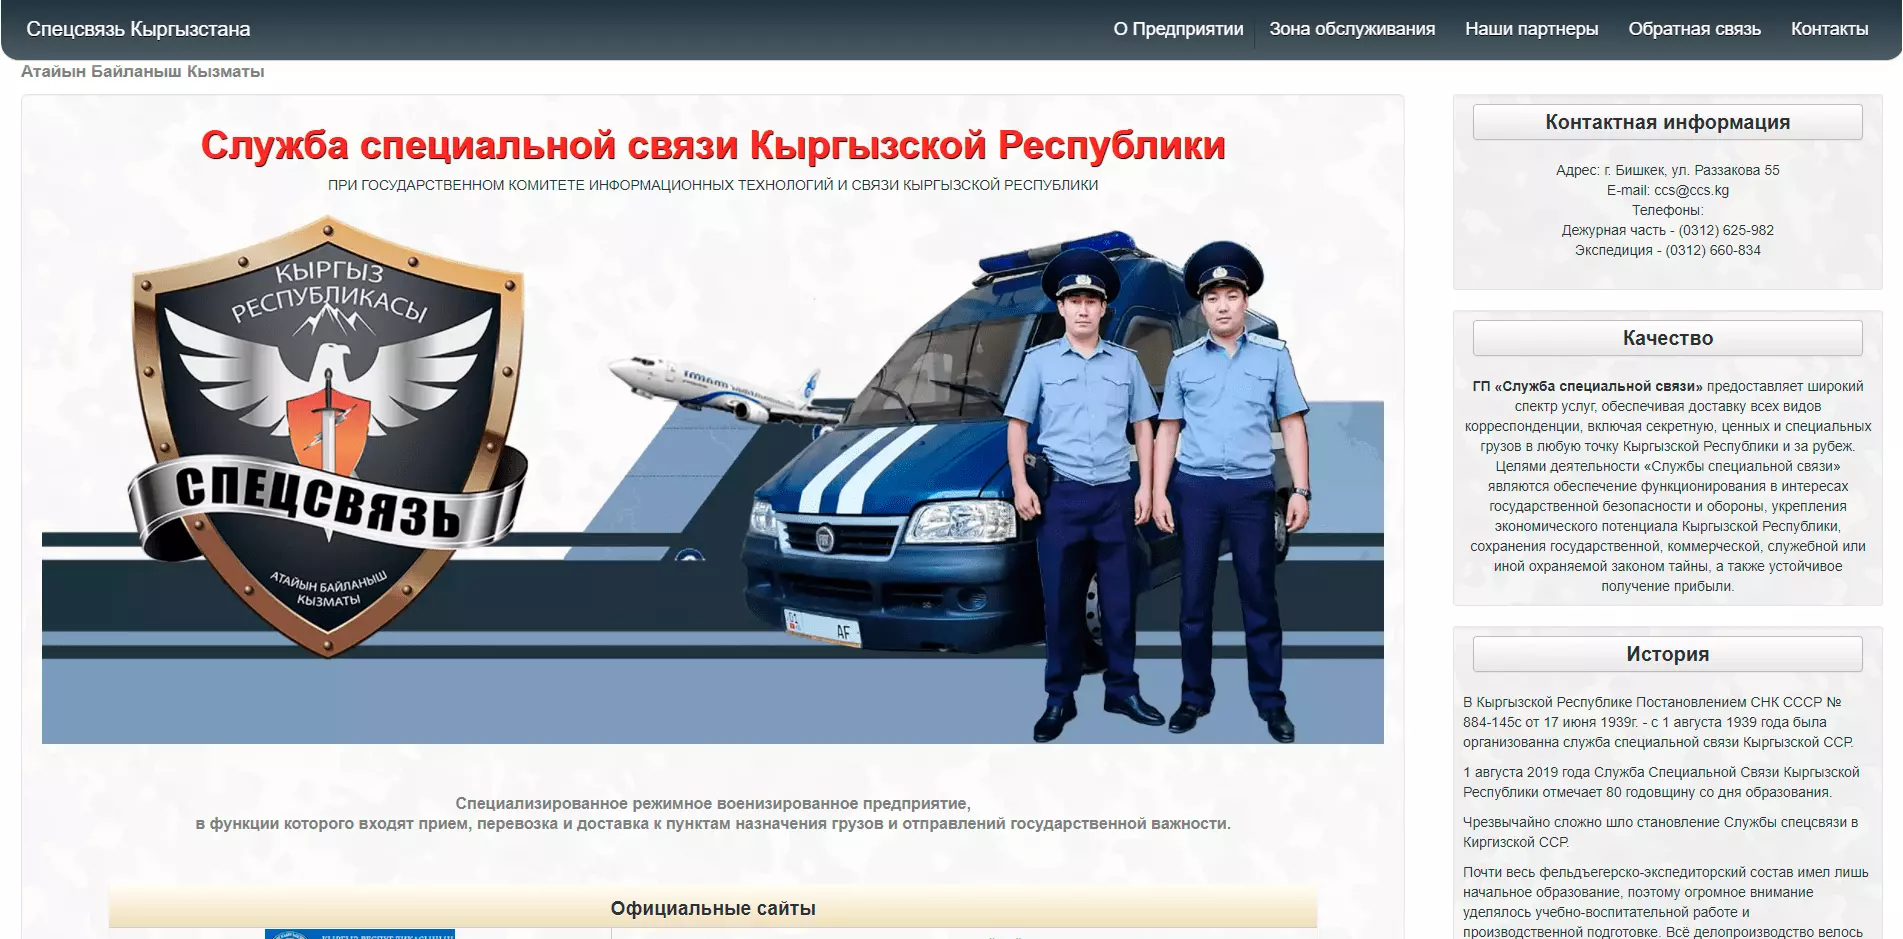 Спецсвязь Кыргызстана
О Предприятии
Зона обслуживания
Наши партнеры
Обратная связь
Контакты
Атайын Байланыш Кызматы
Служба специальной связи Кыргызской Республики
ПРИ ГОСУДАРСТВЕННОМ КОМИТЕТЕ ИНФОРМАЦИОННЫХ ТЕХНОЛОГИЙ И СВЯЗИ КЫРГЫЗСКОЙ РЕСПУБЛИКИ
КЫРГЫЗ
РЕСПУБЛИКАСЫ
СПЕЦСВЯЗЬ
АТАЙЫН БАЙЛАНЫШ
КЫЗМАТЫ
FIAT
01
AF
Специализированное режимное военизированное предприятие,
в функции которого входят прием, перевозка и доставка к пунктам назначения грузов и отправлений государственной важности.
Официальные сайты
Контактная информация
Адрес: г. Бишкек, ул. Раззакова 55
E-mail: ccs@ccs.kg
Телефоны:
Дежурная часть - (0312) 625-982
Экспедиция - (0312) 660-834
Качество
ГП «Служба специальной связи» предоставляет широкий
спектр услуг, обеспечивая доставку всех видов
корреспонденции, включая секретную, ценных и специальных
грузов в любую точку Кыргызской Республики и за рубеж.
Целями деятельности «Службы специальной связи»
являются обеспечение функционирования в интересах
государственной безопасности и обороны, укрепления
экономического потенциала Кыргызской Республики,
сохранения государственной, коммерческой, служебной или
иной охраняемой законом тайны, а также устойчивое
получение прибыли.
История
В Кыргызской Республике Постановлением СНК СССР №
884-145с от 17 июня 1939г. - с 1 августа 1939 года была
организованна служба специальной связи Кыргызской ССР.
1 августа 2019 года Служба Специальной Связи Кыргызской
Республики отмечает 80 годовщину со дня образования.
Чрезвычайно сложно шло становление Службы спецсвязи в
Киргизской ССР.
Почти весь фельдъегерско-экспедиторский состав имел лишь
начальное образование, поэтому огромное внимание
уделялось учебно-воспитательной работе и
производственной подготовке. Всё делопроизводство велось